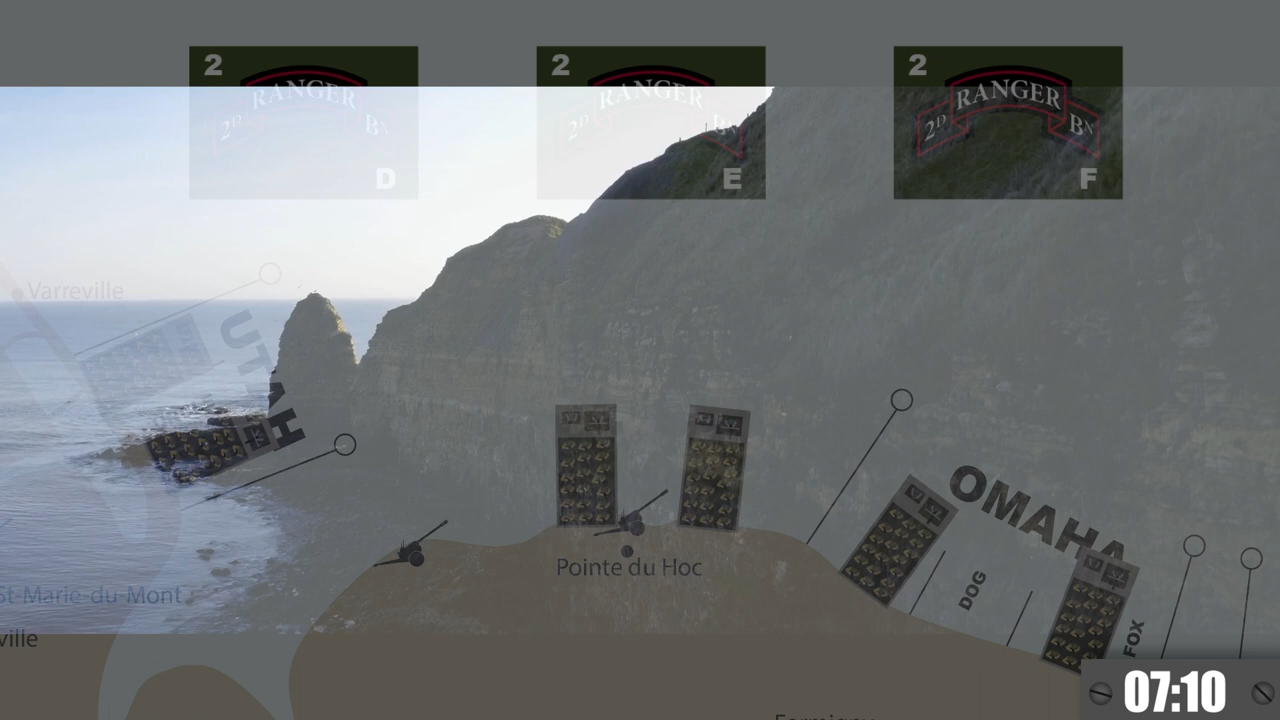 2
RANGER
2D BN
D
2
RANGER
2D BN
E
2
RANGER
2D BN
F
Varreville
UTAH
OMAHA
Pointe du Hoc
DOG
St-Marie-du-Mont
FOX
ville
07:10